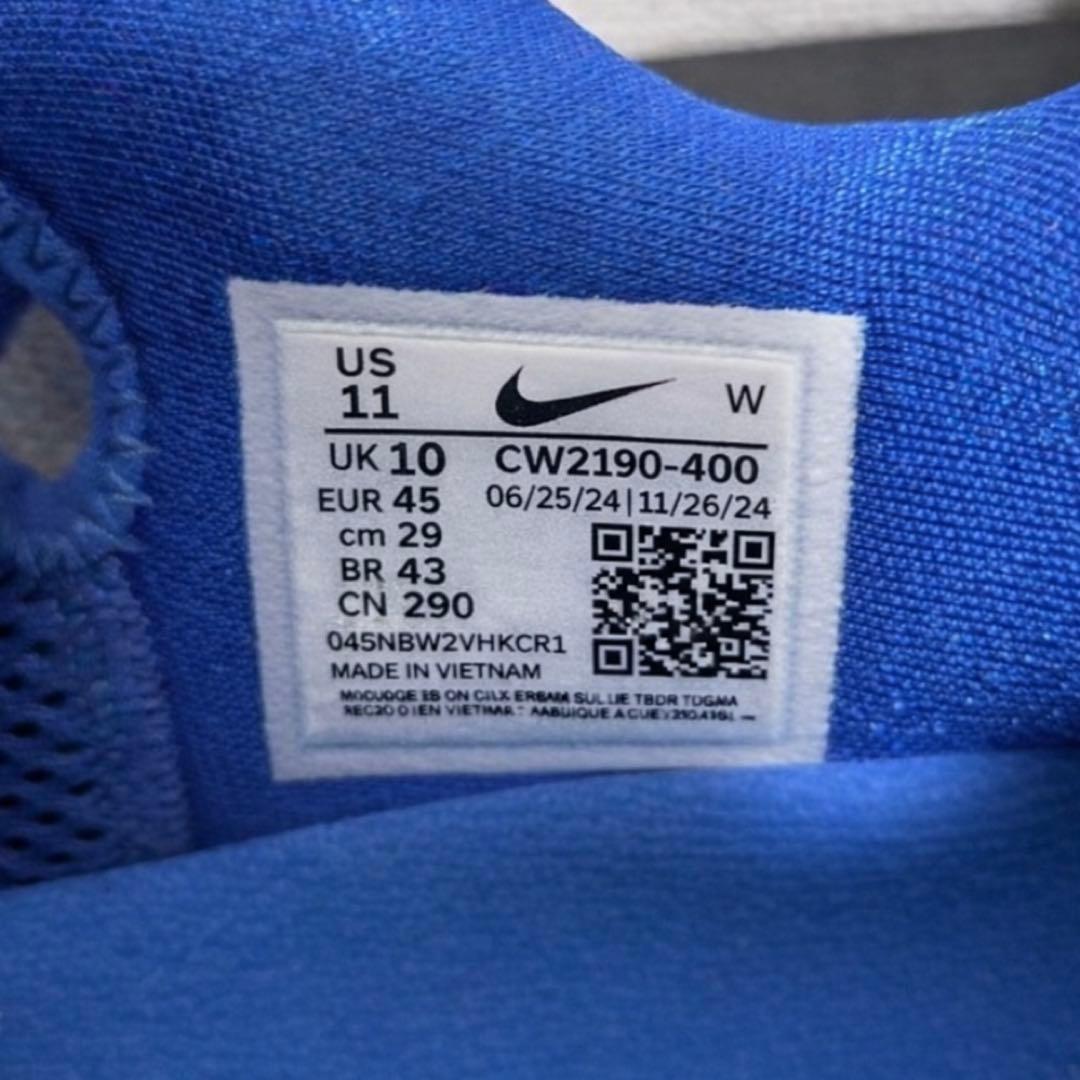 US
11
W
UK 10
CW2190-400
EUR 45
06/25/24|11/26/24
cm 29
BR 43
CN 290
045NBW2VHKCR1
MADE IN VIETNAM